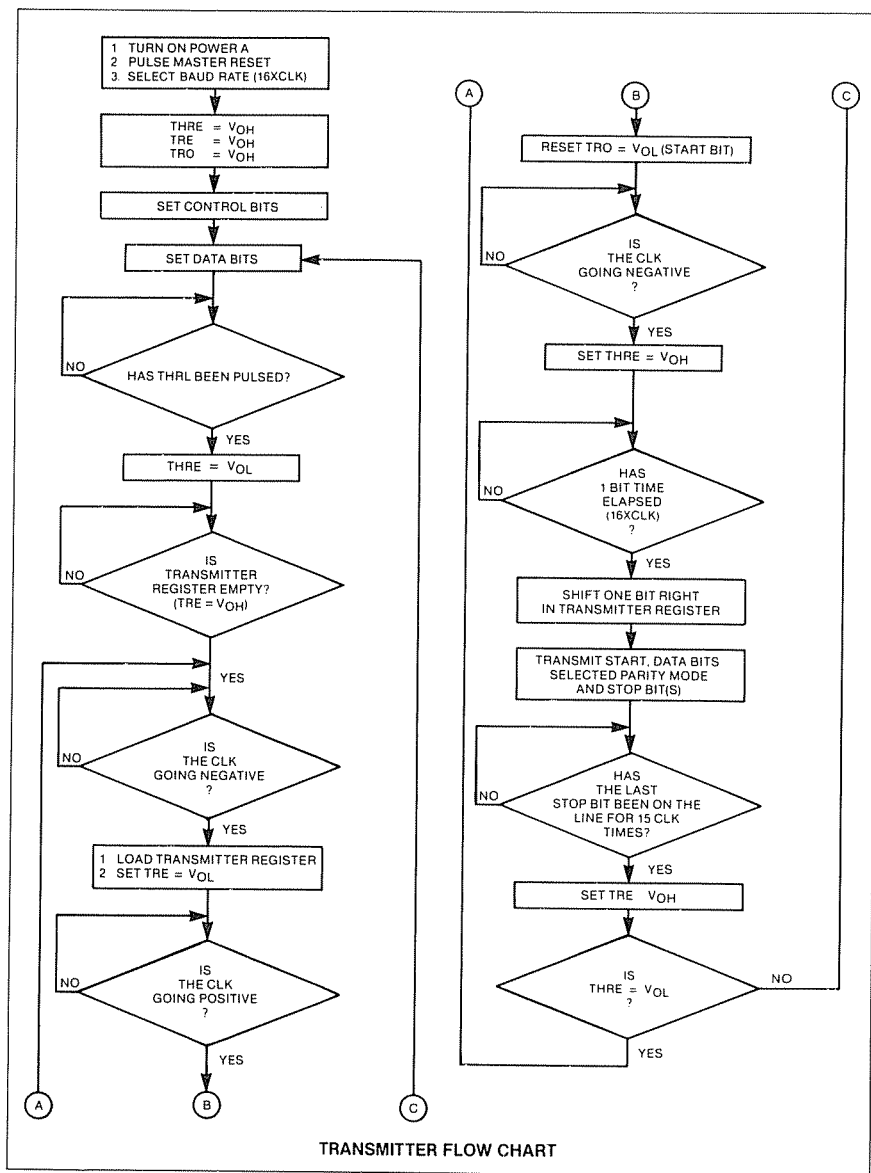 1 TURN ON POWER A
2 PULSE MASTER RESET
3. SELECT BAUD RATE (16XCLK)
THRE = VOH
TRE = VOH
TRO = VOH
SET CONTROL BITS
SET DATA BITS
HAS THRL BEEN PULSED?
NO
YES
THRE = VOL
IS
TRANSMITTER
REGISTER EMPTY?
(TRE = VOH)
NO
YES
IS
THE CLK
GOING NEGATIVE
?
NO
YES
1 LOAD TRANSMITTER REGISTER
2 SET TRE = VOL
IS
THE CLK
GOING POSITIVE
?
NO
YES
A
B
C
A
B
C
RESET TRO = VOL (START BIT)
IS
THE CLK
GOING NEGATIVE
?
NO
YES
SET THRE = VOH
HAS
1 BIT TIME
ELAPSED
(16XCLK)
?
NO
YES
SHIFT ONE BIT RIGHT
IN TRANSMITTER REGISTER
TRANSMIT START, DATA BITS
SELECTED PARITY MODE
AND STOP BIT(S)
HAS
THE LAST
STOP BIT BEEN ON THE
LINE FOR 15 CLK
TIMES?
NO
YES
SET TRE VOH
IS
THRE = VOL
?
NO
YES
TRANSMITTER FLOW CHART